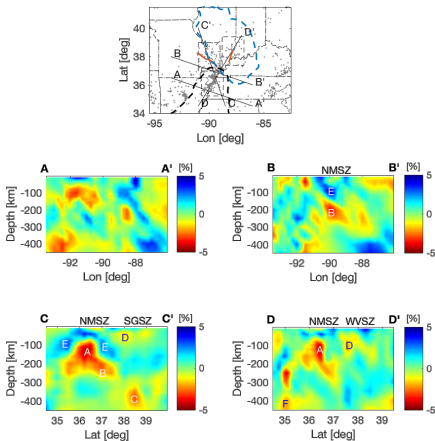 42
40
38
36
34
Lat [deg]
C'
D'
B
A
B'
D
C
A'
-95
-90
-85
Lon [deg]
A
A'
[%]
-100
-200
-300
-400
Depth [km]
-92
-90
-88
Lon [deg]
5
0
-5
B
NMSZ
B'
[%]
-100
-200
-300
-400
Depth [km]
E
B
-92
-90
-88
Lon [deg]
5
0
-5
C
NMSZ
SGSZ
C'
[%]
-100
-200
-300
-400
Depth [km]
E
A
E
D
B
C
35
36
37
38
39
Lat [deg]
5
0
-5
D
NMSZ
WVSZ
D'
[%]
-100
-200
-300
-400
Depth [km]
A
D
F
35
36
37
38
39
Lat [deg]
5
0
-5